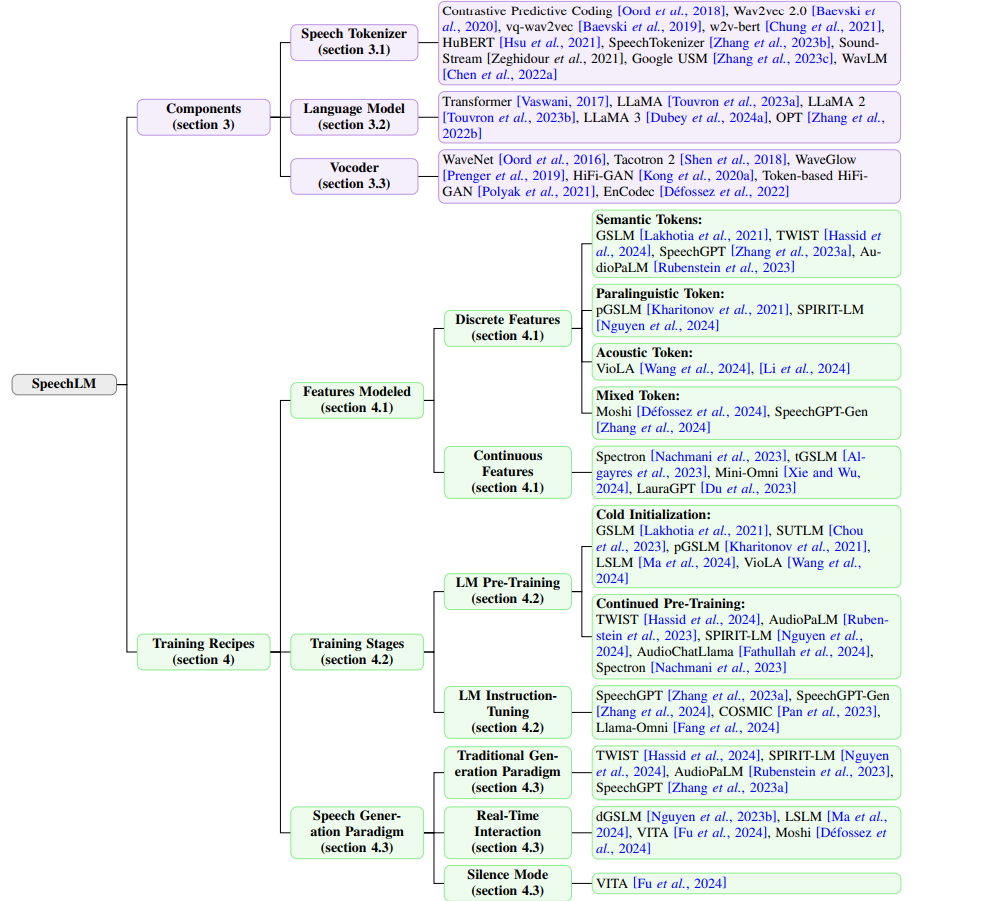 SpeechLM
Components
(section 3)
Speech Tokenizer
(section 3.1)
Contrastive Predictive Coding [Oord et al., 2018], Wav2vec 2.0 [Baevski et
al., 2020], vq-wav2vec [Baevski et al., 2019], w2v-bert [Chung et al., 2021],
HuBERT [Hsu et al., 2021], SpeechTokenizer [Zhang et al., 2023b], Sound-
Stream [Zeghidour et al., 2021], Google USM [Zhang et al., 2023c], WavLM
[Chen et al., 2022a]
Language Model
(section 3.2)
Transformer [Vaswani, 2017], LLaMA [Touvron et al., 2023a], LLaMA 2
[Touvron et al., 2023b], LLaMA 3 [Dubey et al., 2024a], OPT [Zhang et al.,
2022b]
Vocoder
(section 3.3)
WaveNet [Oord et al., 2016], Tacotron 2 [Shen et al., 2018], WaveGlow
[Prenger et al., 2019], HiFi-GAN [Kong et al., 2020a], Token-based HiFi-
GAN [Polyak et al., 2021], EnCodec [Défossez et al., 2022]
Training Recipes
(section 4)
Features Modeled
(section 4.1)
Discrete Features
(section 4.1)
Semantic Tokens:
GSLM [Lakhotia et al., 2021], TWIST [Hassid et
al., 2024], SpeechGPT [Zhang et al., 2023a], Au-
dioPaLM [Rubenstein et al., 2023]
Paralinguistic Token:
pGSLM [Kharitonov et al., 2021], SPIRIT-LM
[Nguyen et al., 2024]
Acoustic Token:
VioLA [Wang et al., 2024], [Li et al., 2024]
Mixed Token:
Moshi [Défossez et al., 2024], SpeechGPT-Gen
[Zhang et al., 2024]
Continuous
Features
(section 4.1)
Spectron [Nachmani et al., 2023], tGSLM [Al-
gayres et al., 2023], Mini-Omni [Xie and Wu,
2024], LauraGPT [Du et al., 2023]
Training Stages
(section 4.2)
LM Pre-Training
(section 4.2)
Cold Initialization:
GSLM [Lakhotia et al., 2021], SUTLM [Chou
et al., 2023], pGSLM [Kharitonov et al., 2021],
LSLM [Ma et al., 2024], VioLA [Wang et al.,
2024]
Continued Pre-Training:
TWIST [Hassid et al., 2024], AudioPaLM [Ruben-
stein et al., 2023], SPIRIT-LM [Nguyen et al.,
2024], AudioChatLlama [Fathullah et al., 2024],
Spectron [Nachmani et al., 2023]
LM Instruction-
Tuning
(section 4.2)
SpeechGPT [Zhang et al., 2023a], SpeechGPT-Gen
[Zhang et al., 2024], COSMIC [Pan et al., 2023],
Llama-Omni [Fang et al., 2024]
Speech Gener-
ation Paradigm
(section 4.3)
Traditional Gen-
eration Paradigm
(section 4.3)
TWIST [Hassid et al., 2024], SPIRIT-LM [Nguyen
et al., 2024], AudioPaLM [Rubenstein et al., 2023],
SpeechGPT [Zhang et al., 2023a]
Real-Time
Interaction
(section 4.3)
dGSLM [Nguyen et al., 2023b], LSLM [Ma et al.,
2024], VITA [Fu et al., 2024], Moshi [Défossez et
al., 2024]
Silence Mode
(section 4.3)
VITA [Fu et al., 2024]